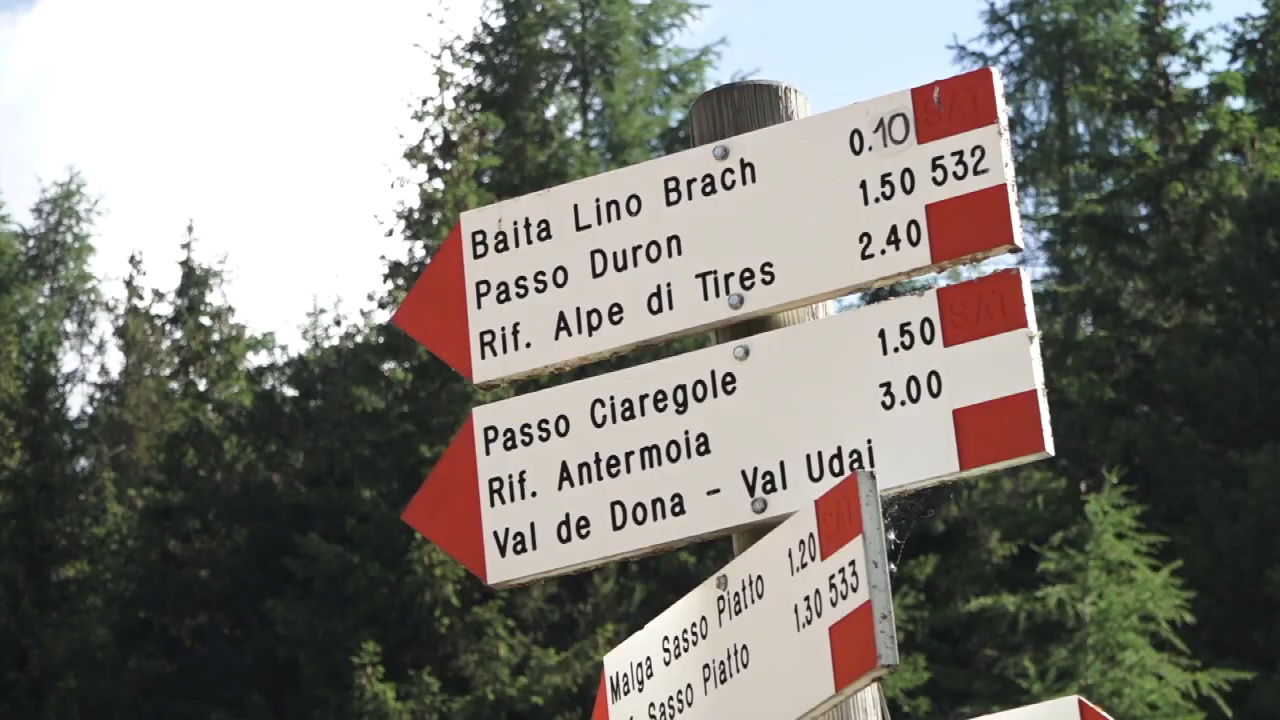 Baita Lino Brach 0.10 SAT
Passo Duron 1.50 532
Rif. Alpe di Tires 2.40
Passo Ciaregole 1.50 SAT
Rif. Antermoia 3.00
Val de Dona - Val Udai
Malga Sasso Piatto 1.20 SAT
Sasso Piatto 1.30 533